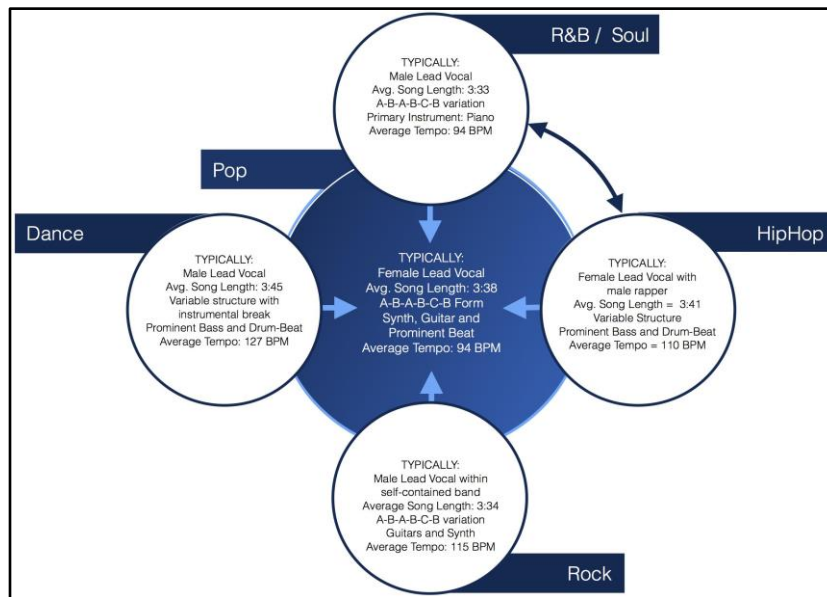 R&B / Soul
TYPICALLY:
Male Lead Vocal
Avg. Song Length: 3:33
A-B-A-B-C-B variation
Primary Instrument: Piano
Average Tempo: 94 BPM
Pop
TYPICALLY:
Female Lead Vocal
Avg. Song Length: 3:38
A-B-A-B-C-B Form
Synth, Guitar and
Prominent Beat
Average Tempo: 94 BPM
Dance
TYPICALLY:
Male Lead Vocal
Avg. Song Length: 3:45
Variable structure with
instrumental break
Prominent Bass and Drum-Beat
Average Tempo: 127 BPM
HipHop
TYPICALLY:
Female Lead Vocal with
male rapper
Avg. Song Length = 3:41
Variable Structure
Prominent Bass and Drum-Beat
Average Tempo = 110 BPM
TYPICALLY:
Male Lead Vocal within
self-contained band
Average Song Length: 3:34
A-B-A-B-C-B variation
Guitars and Synth
Average Tempo: 115 BPM
Rock